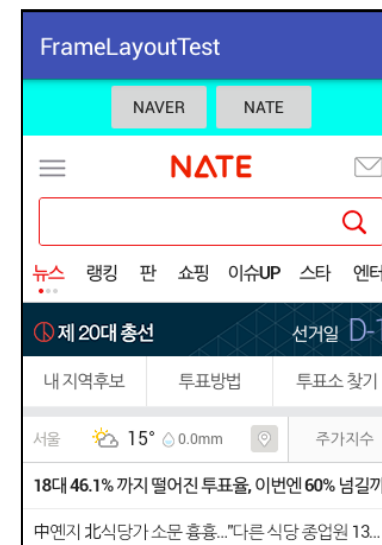 FrameLayoutTest
NAVER NATE
NATE
뉴스 랭킹 판 쇼핑 이슈UP 스타 엔터
제 20대 총선 선거일 D-1
내 지역후보 투표방법 투표소 찾기
서울 15° 0.0mm 주가지수
18대 46.1% 까지 떨어진 투표율, 이번엔 60% 넘길까
中옌지 北식당가 소문 흉흉..."다른 식당 종업원 13...